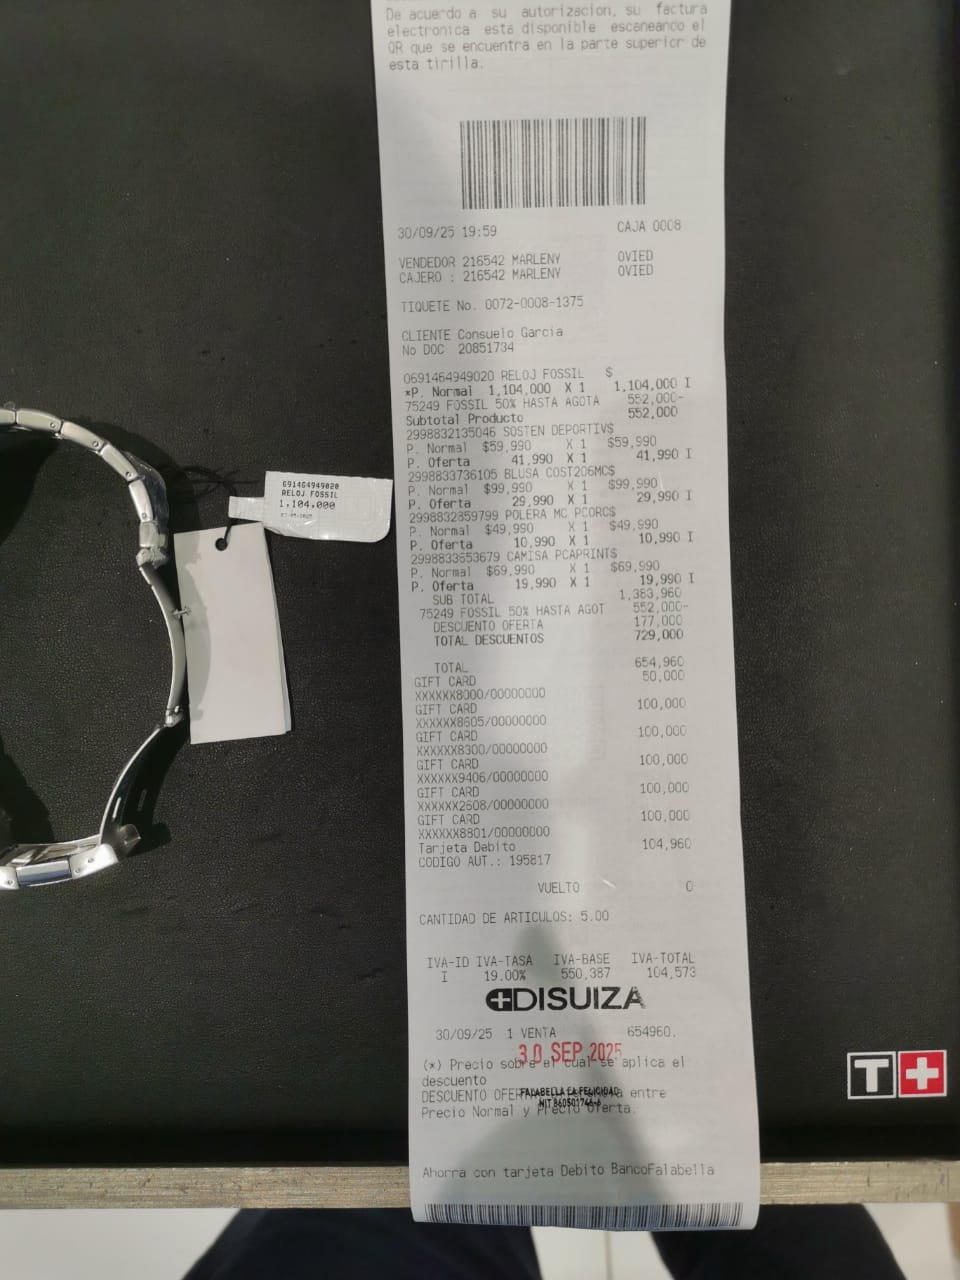 De acuerdo a su autorizacion, su factura
electronica esta disponible escaneando el
QR que se encuentra en la parte superior de
esta tirilla.
30/09/25 19:59 CAJA 0008
VENDEDOR 216542 MARLENY OVIED
CAJERO : 216542 MARLENY OVIED
TIQUETE No. 0072-0008-1375
CLIENTE Consuelo Garcia
No DOC 20851734
0691464949020 RELOJ FOSSIL $
*P. Normal 1,104,000 X 1 1,104,000 I
75249 FOSSIL 50% HASTA AGOTA 552,000-
Subtotal Producto 552,000
2998832135046 SOSTEN DEPORTIV$
P. Normal $59,990 X 1 $59,990
P. Oferta 41,990 X 1 41,990 I
2998833736105 BLUSA COST206MC$
P. Normal $99,990 X 1 $99,990
P. Oferta 29,990 X 1 29,990 I
2998832859799 POLERA MC PCORC$
P. Normal $49,990 X 1 $49,990
P. Oferta 10,990 X 1 10,990 I
2998833653679 CAMISA PCAPRINT$
P. Normal $69,990 X 1 $69,990
P. Oferta 19,990 X 1 19,990 I
SUB TOTAL 1,383,960
75249 FOSSIL 50% HASTA AGOT 552,000-
DESCUENTO OFERTA 177,000
TOTAL DESCUENTOS 729,000
TOTAL 654,960
GIFT CARD 50,000
XXXXXX8000/00000000
GIFT CARD 100,000
XXXXXX8605/00000000
GIFT CARD 100,000
XXXXXX8300/00000000
GIFT CARD 100,000
XXXXXX9406/00000000
GIFT CARD 100,000
XXXXXX2608/00000000
GIFT CARD 100,000
XXXXXX8801/00000000
Tarjeta Debito 104,960
CODIGO AUT.: 195817
VUELTO 0
CANTIDAD DE ARTICULOS: 5.00
IVA-ID IVA-TASA IVA-BASE IVA-TOTAL
I 19.00% 550,387 104,573
DISUIZA
30/09/25 1 VENTA 654960.
30 SEP 2025
(*) Precio sobre el cual se aplica el
descuento
FALABELLA LA FELICIDAD
DESCUENTO entre
NIT 860501746-6
Precio Normal y Precio Oferta.
Ahorra con tarjeta Debito BancoFalabella
691464949020
RELOJ FOSSIL
1,104,000
T+